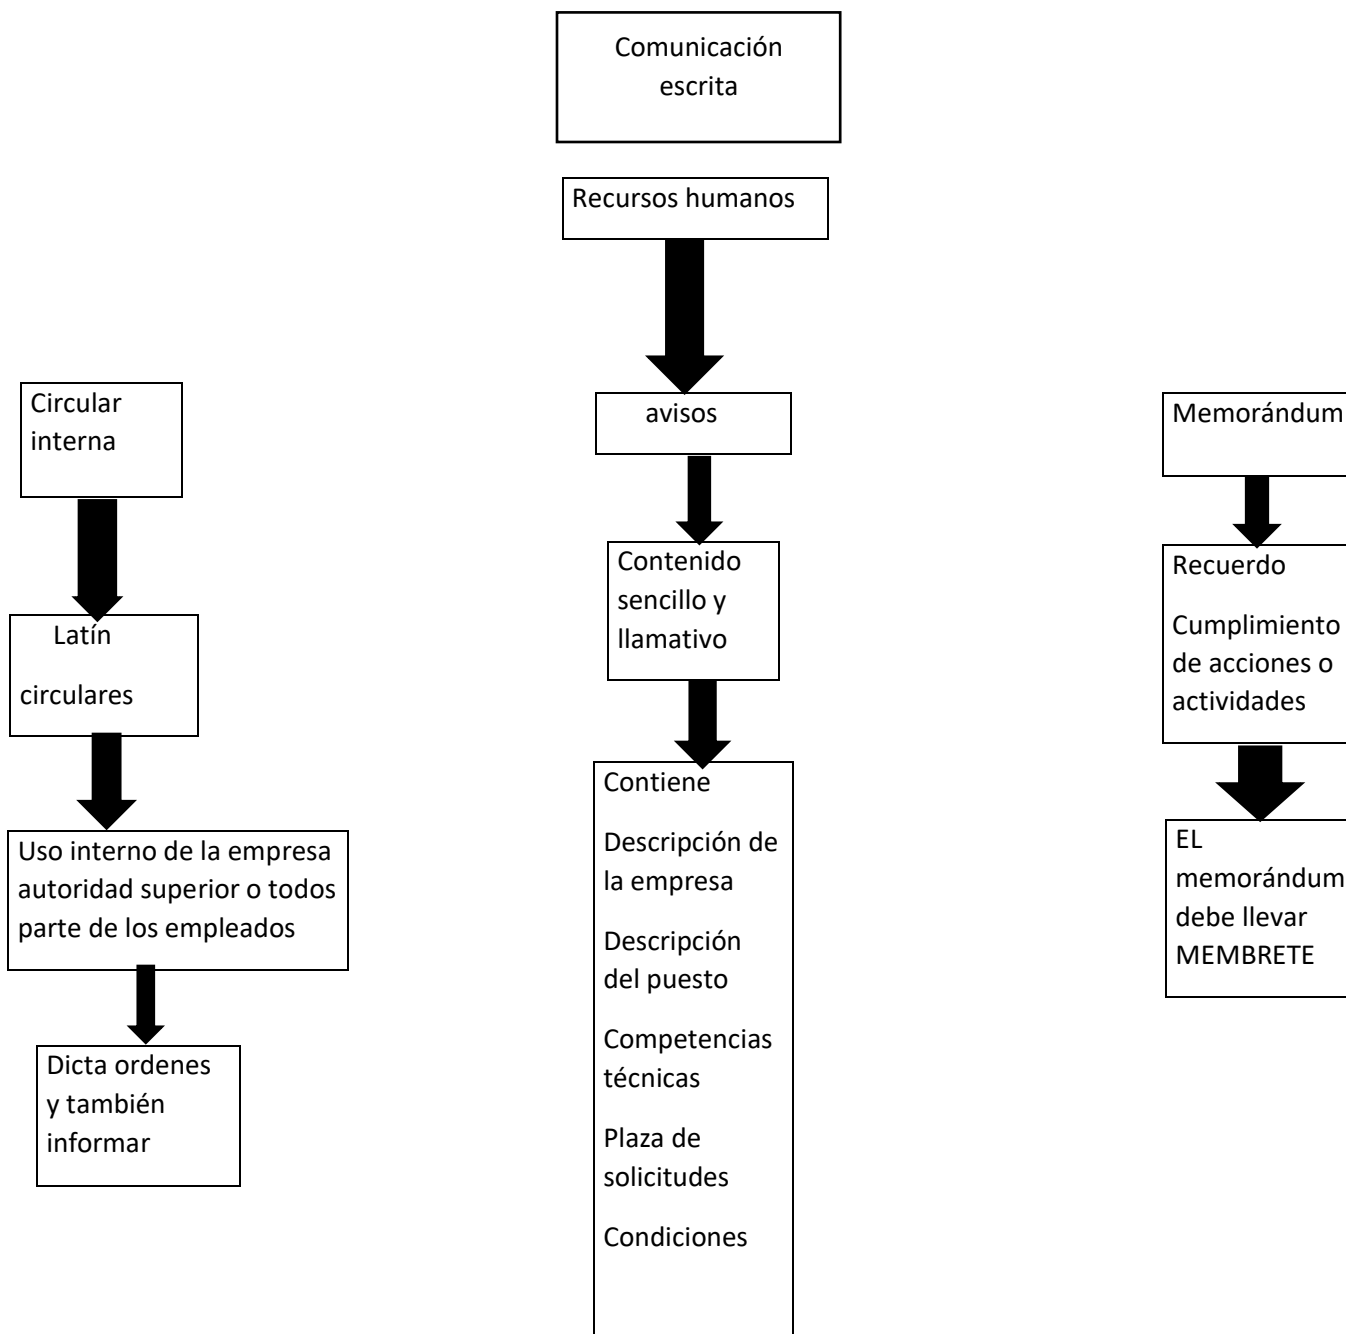 Comunicación
escrita
Recursos humanos
Circular
interna
Latín
circulares
Uso interno de la empresa
autoridad superior o todos
parte de los empleados
Dicta ordenes
y también
informar
avisos
Contenido
sencillo y
llamativo
Contiene
Descripción de
la empresa
Descripción
del puesto
Competencias
técnicas
Plaza de
solicitudes
Condiciones
Memorándum
Recuerdo
Cumplimiento
de acciones o
actividades
EL
memorándum
debe llevar
MEMBRETE